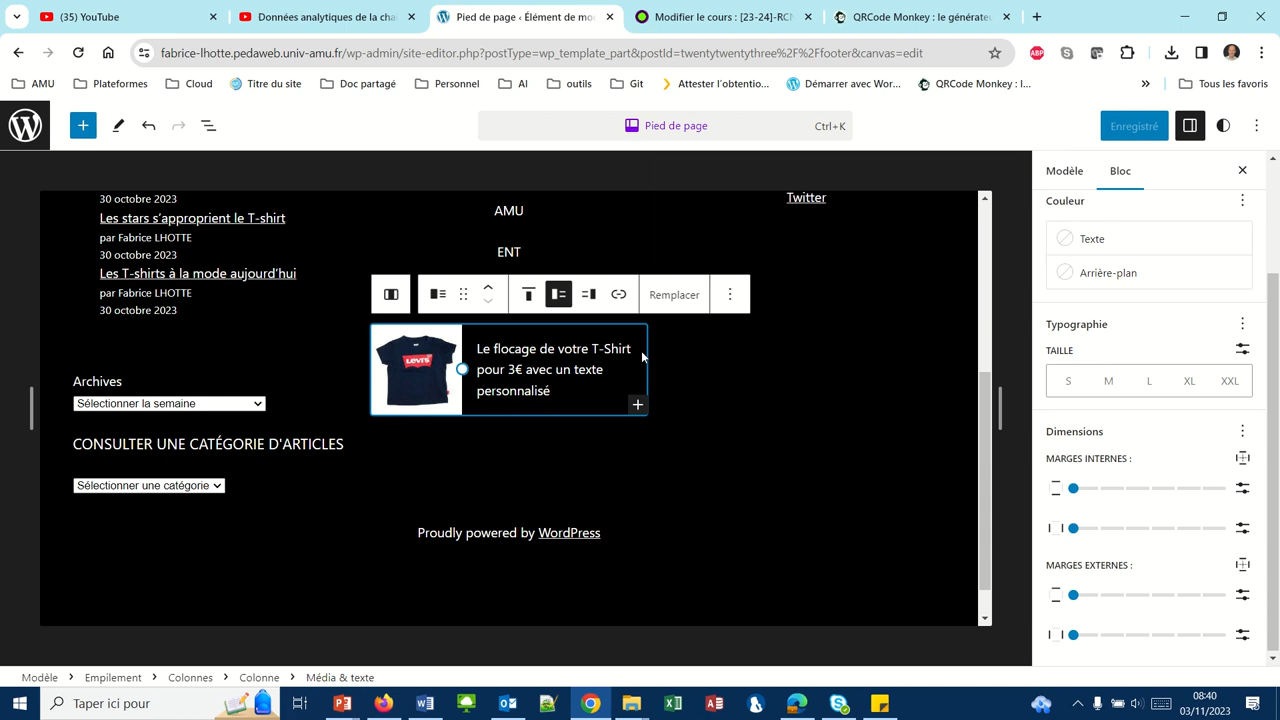 (35) YouTube
Données analytiques de la chaî
Pied de page ‹ Élément de mod
Modifier le cours : [23-24]-RCM
QRCode Monkey : le générateu
fabrice-lhotte.pedaweb.univ-amu.fr/wp-admin/site-editor.php?postType=wp_template_part&postId=twentytwentythree%2F%2Ffooter&canvas=edit
AMU
Plateformes
Cloud
Titre du site
Doc partagé
Personnel
AI
outils
Git
Attester l'obtentio...
Démarrer avec Wor...
QRCode Monkey : l...
Tous les favoris
Pied de page
Ctrl+K
Enregistré
Modèle
Bloc
Couleur
Texte
Arrière-plan
Typographie
TAILLE
S M L XL XXL
Dimensions
MARGES INTERNES :
MARGES EXTERNES :
30 octobre 2023
Les stars s'approprient le T-shirt
par Fabrice LHOTTE
30 octobre 2023
Les T-shirts à la mode aujourd'hui
par Fabrice LHOTTE
30 octobre 2023
Archives
Sélectionner la semaine
CONSULTER UNE CATÉGORIE D'ARTICLES
Sélectionner une catégorie
AMU
ENT
Twitter
Remplacer
LEVI'S
Le flocage de votre T-Shirt
pour 3€ avec un texte
personnalisé
Proudly powered by WordPress
Modèle > Empilement > Colonnes > Colonne > Média & texte
Taper ici pour
08:40
03/11/2023